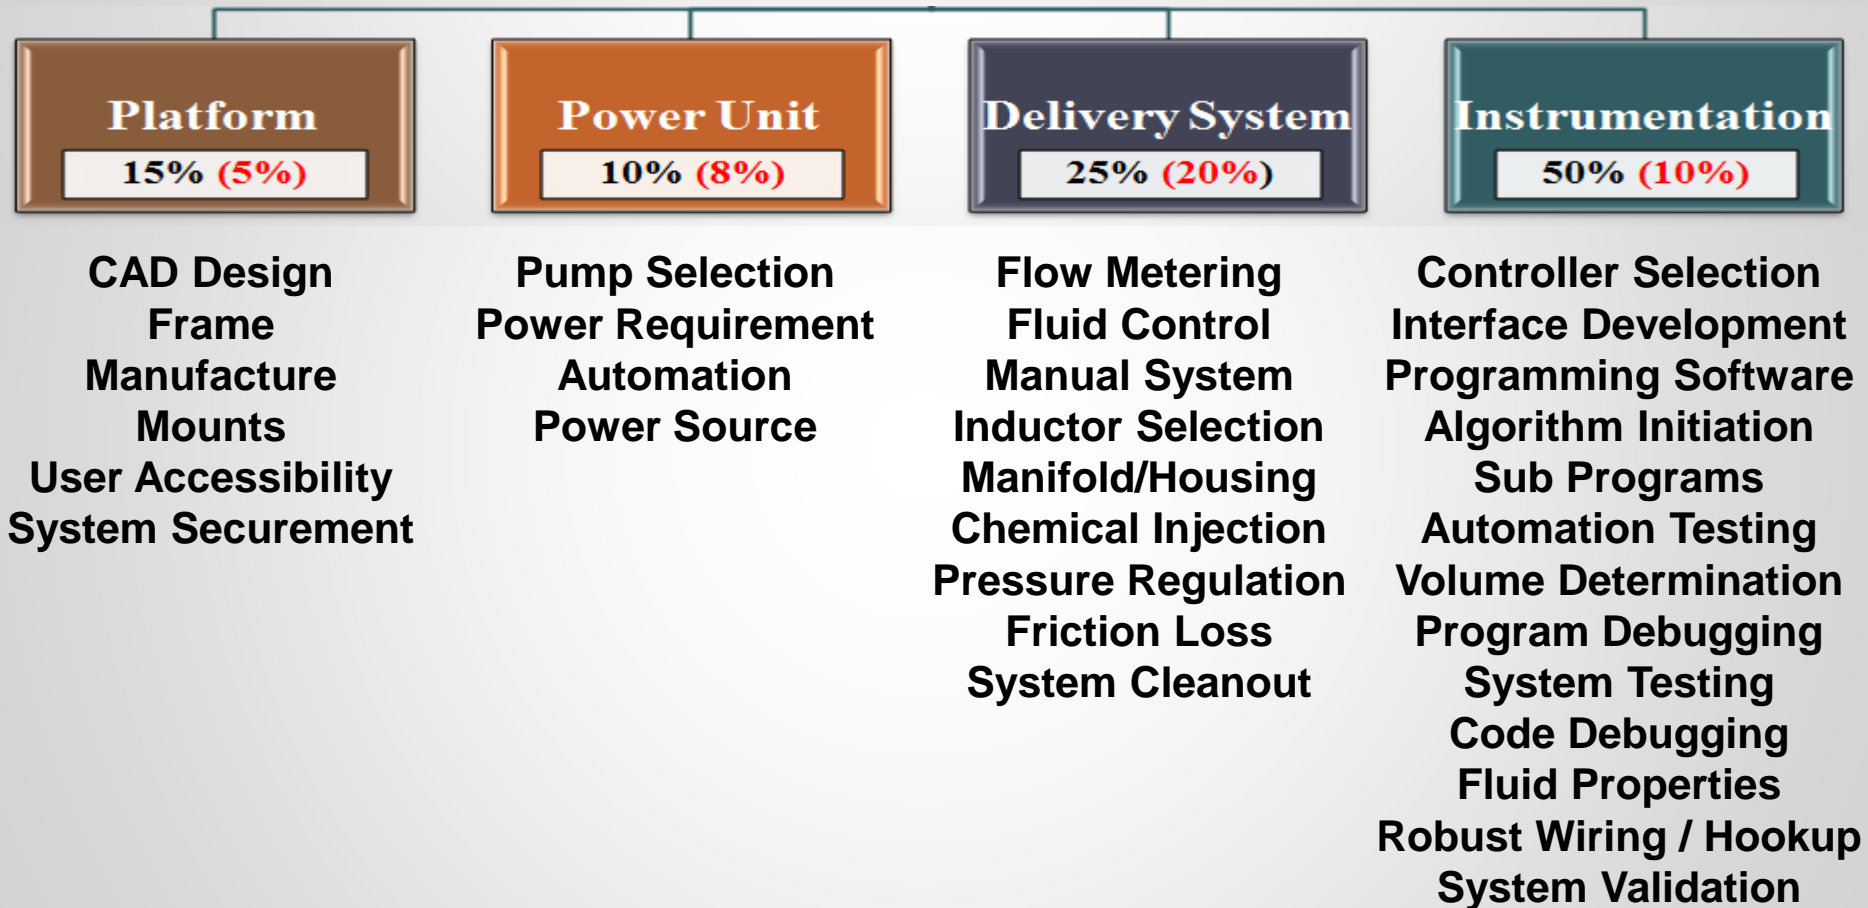 Platform
15% (5%)
CAD Design
Frame
Manufacture
Mounts
User Accessibility
System Securement
Power Unit
10% (8%)
Pump Selection
Power Requirement
Automation
Power Source
Delivery System
25% (20%)
Flow Metering
Fluid Control
Manual System
Inductor Selection
Manifold/Housing
Chemical Injection
Pressure Regulation
Friction Loss
System Cleanout
Instrumentation
50% (10%)
Controller Selection
Interface Development
Programming Software
Algorithm Initiation
Sub Programs
Automation Testing
Volume Determination
Program Debugging
System Testing
Code Debugging
Fluid Properties
Robust Wiring / Hookup
System Validation